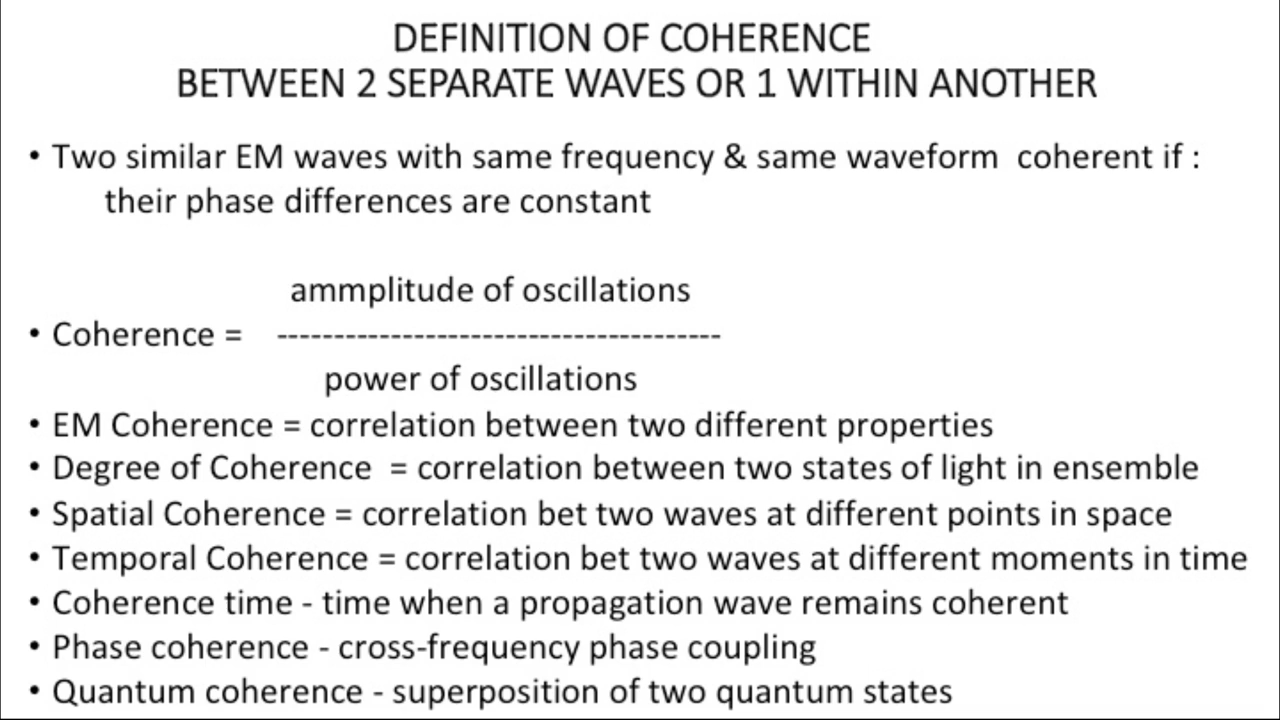 DEFINITION OF COHERENCE
BETWEEN 2 SEPARATE WAVES OR 1 WITHIN ANOTHER
• Two similar EM waves with same frequency & same waveform  coherent if :
their phase differences are constant
ammplitude of oscillations
• Coherence =   ---------------------------------------
power of oscillations
• EM Coherence = correlation between two different properties
• Degree of Coherence  = correlation between two states of light in ensemble
• Spatial Coherence = correlation bet two waves at different points in space
• Temporal Coherence = correlation bet two waves at different moments in time
• Coherence time - time when a propagation wave remains coherent
• Phase coherence - cross-frequency phase coupling
• Quantum coherence - superposition of two quantum states